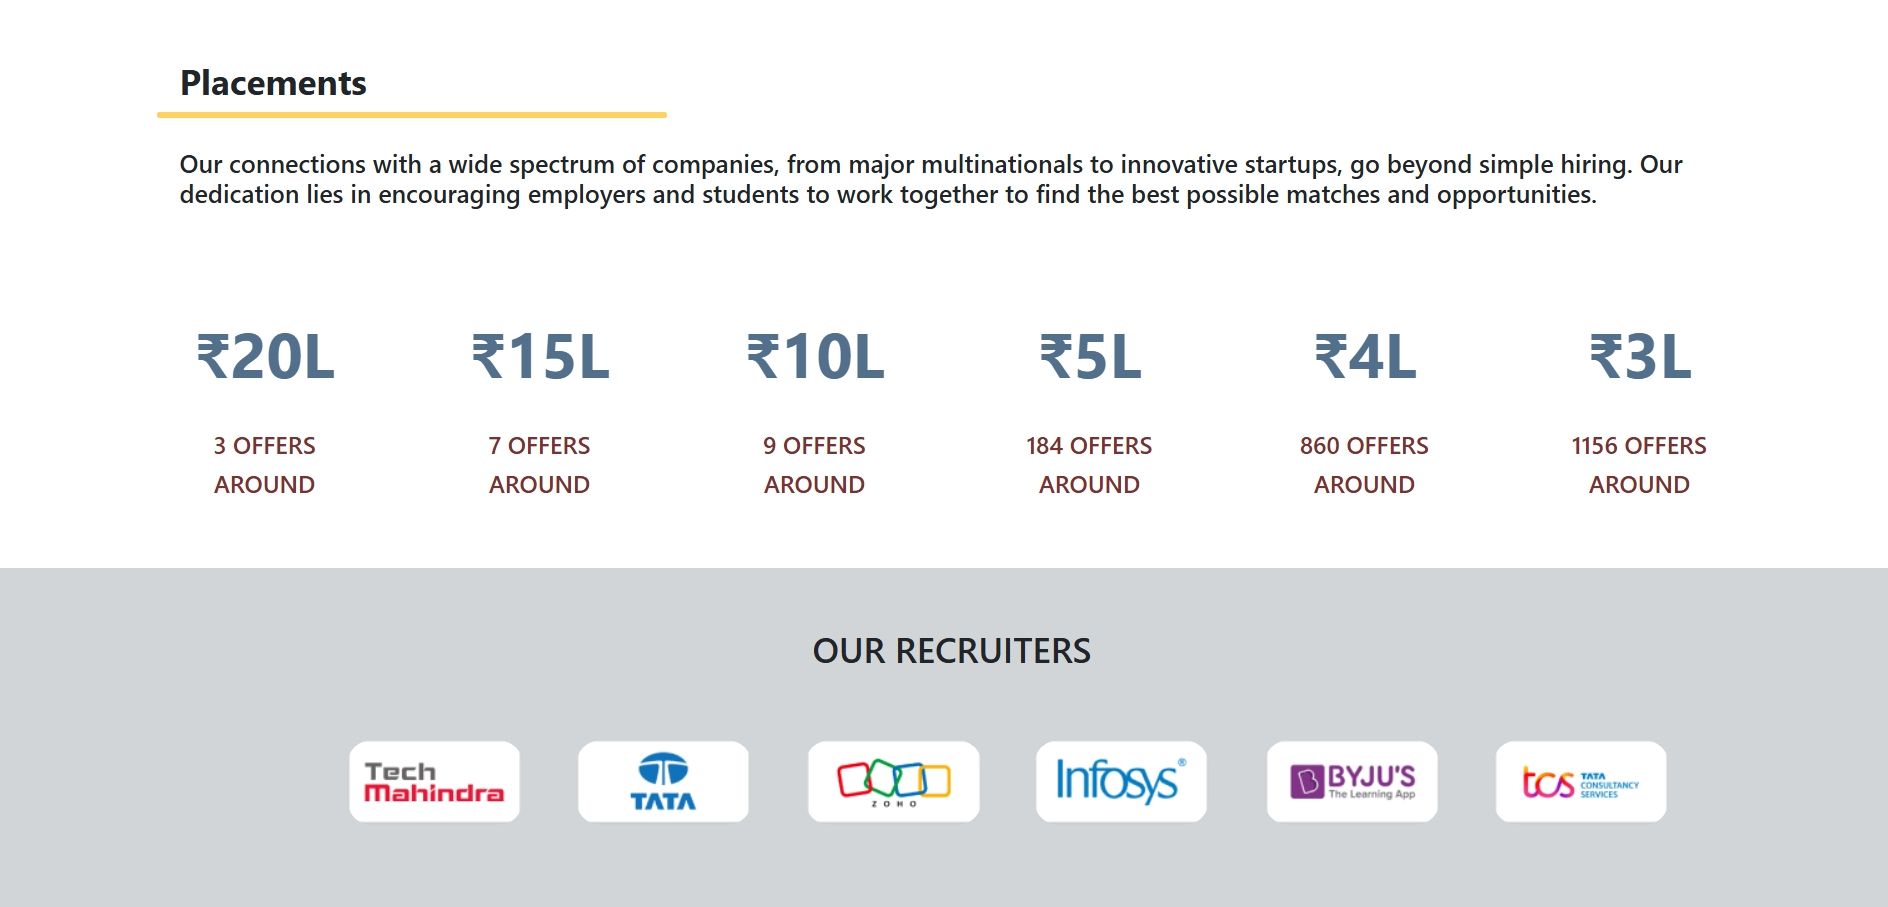 Placements
Our connections with a wide spectrum of companies, from major multinationals to innovative startups, go beyond simple hiring. Our
dedication lies in encouraging employers and students to work together to find the best possible matches and opportunities.
₹20L ₹15L ₹10L ₹5L ₹4L ₹3L
3 OFFERS 7 OFFERS 9 OFFERS 184 OFFERS 860 OFFERS 1156 OFFERS
AROUND AROUND AROUND AROUND AROUND AROUND
OUR RECRUITERS
Tech
Mahindra
TATA
ZOHO
Infosys®
BYJU'S
The Learning App
tcs TATA
CONSULTANCY
SERVICES